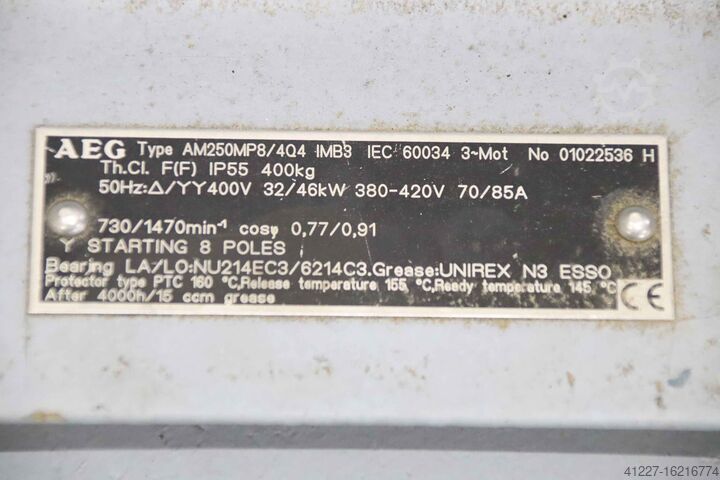 AEG Type AM250MP8/4Q4 IMB3 IEC 60034 3~Mot No 01022536 H
Th.Cl. F(F) IP55 400kg
50Hz:Δ/YY400V 32/46kW 380-420V 70/85A
730/1470min⁻¹ cosφ 0,77/0,91
Y STARTING 8 POLES
Bearing LA/LO:NU214EC3/6214C3.Grease:UNIREX N3 ESSO
Protector type PTC 160 °C,Release temperature 155 °C,Ready temperature 145 °C
After 4000h/15 ccm grease
CE
41227-16216774